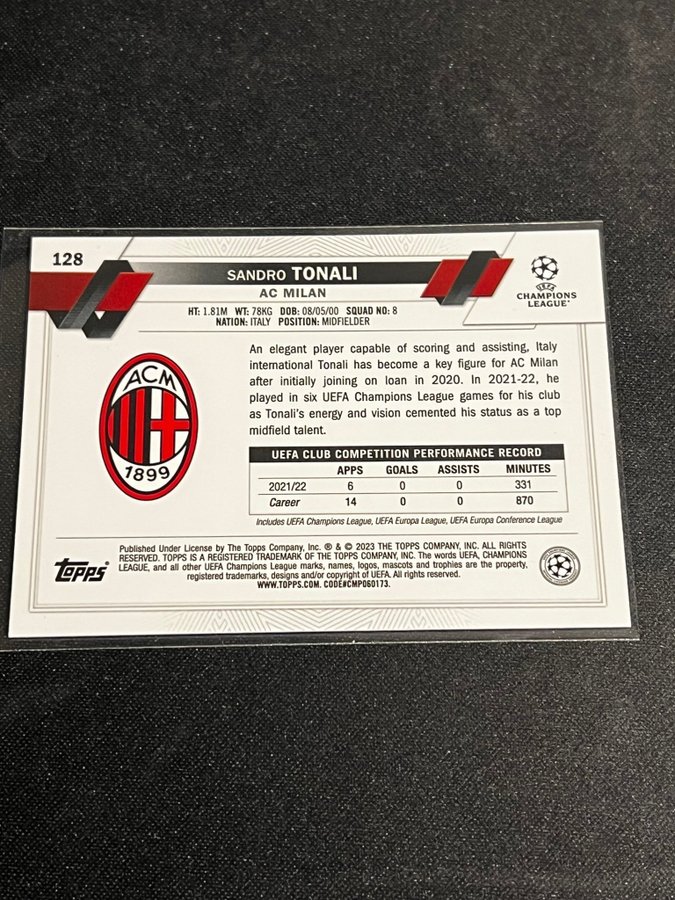 128
SANDRO TONALI
AC MILAN
UEFA
CHAMPIONS
LEAGUE®
HT: 1.81M WT: 78KG DOB: 08/05/00 SQUAD NO: 8
NATION: ITALY POSITION: MIDFIELDER
An elegant player capable of scoring and assisting, Italy
international Tonali has become a key figure for AC Milan
after initially joining on loan in 2020. In 2021-22, he
played in six UEFA Champions League games for his club
as Tonali's energy and vision cemented his status as a top
midfield talent.
ACM
1899
UEFA CLUB COMPETITION PERFORMANCE RECORD
APPS GOALS ASSISTS MINUTES
2021/22 6 0 0 331
Career 14 0 0 870
Includes UEFA Champions League, UEFA Europa League, UEFA Europa Conference League
Topps
Published Under License by The Topps Company, Inc. ® & © 2023 THE TOPPS COMPANY, INC. ALL RIGHTS
RESERVED. TOPPS IS A REGISTERED TRADEMARK OF THE TOPPS COMPANY, INC. The words UEFA, CHAMPIONS
LEAGUE, and all other UEFA Champions League marks, names, logos, mascots and trophies are the property,
registered trademarks, designs and/or copyright of UEFA. All rights reserved.
WWW.TOPPS.COM. CODE#CMP060173.